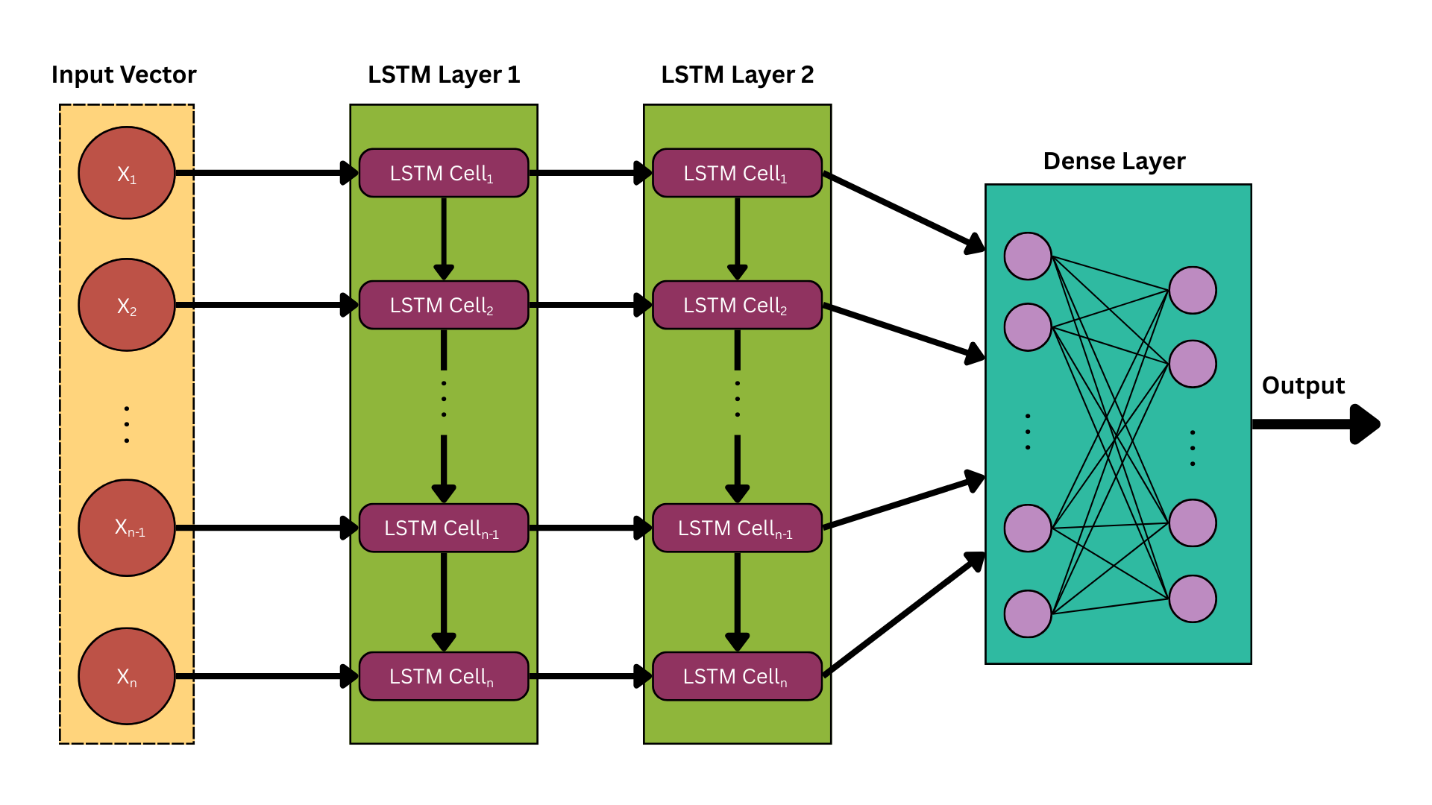 Input Vector
LSTM Layer 1
LSTM Layer 2
Dense Layer
X₁
LSTM Cell₁
LSTM Cell₁
X₂
LSTM Cell₂
LSTM Cell₂
Output
Xₙ₋₁
LSTM Cellₙ₋₁
LSTM Cellₙ₋₁
Xₙ
LSTM Cellₙ
LSTM Cellₙ